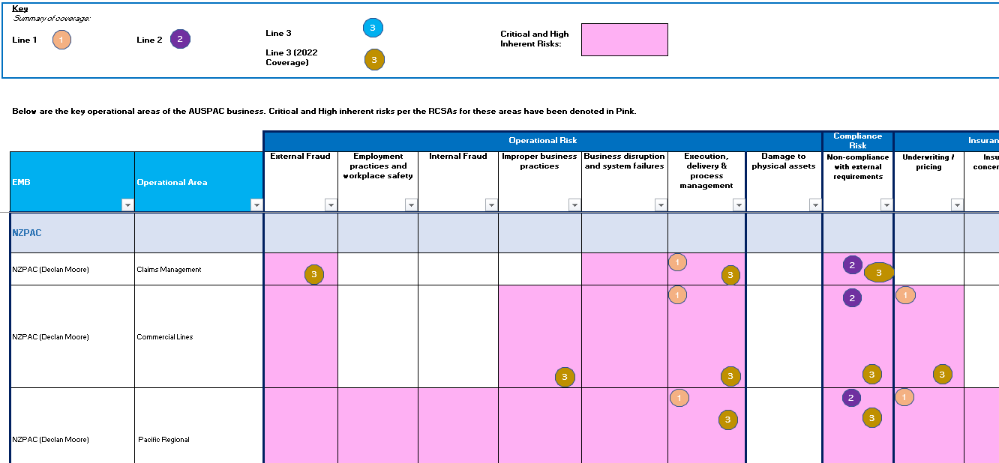 Key
Summary of coverage:
Line 1
1
Line 2
2
Line 3
3
Line 3 (2022
Coverage)
3
Critical and High
Inherent Risks:
Below are the key operational areas of the AUSPAC business. Critical and High inherent risks per the RCSAs for these areas have been denoted in Pink.
Operational Risk
Compliance
Risk
Insuran
EMB
Operational Area
External Fraud
Employment
practices and
workplace safety
Internal Fraud
Improper business
practices
Business disruption
and system failures
Execution,
delivery &
process
management
Damage to
physical assets
Non-compliance
with external
requirements
Underwriting /
pricing
Insu
concer
NZPAC
NZPAC (Declan Moore)
Claims Management
3
1
3
2
3
NZPAC (Declan Moore)
Commercial Lines
3
1
3
2
3
1
3
NZPAC (Declan Moore)
Pacific Regional
1
3
2
3
1